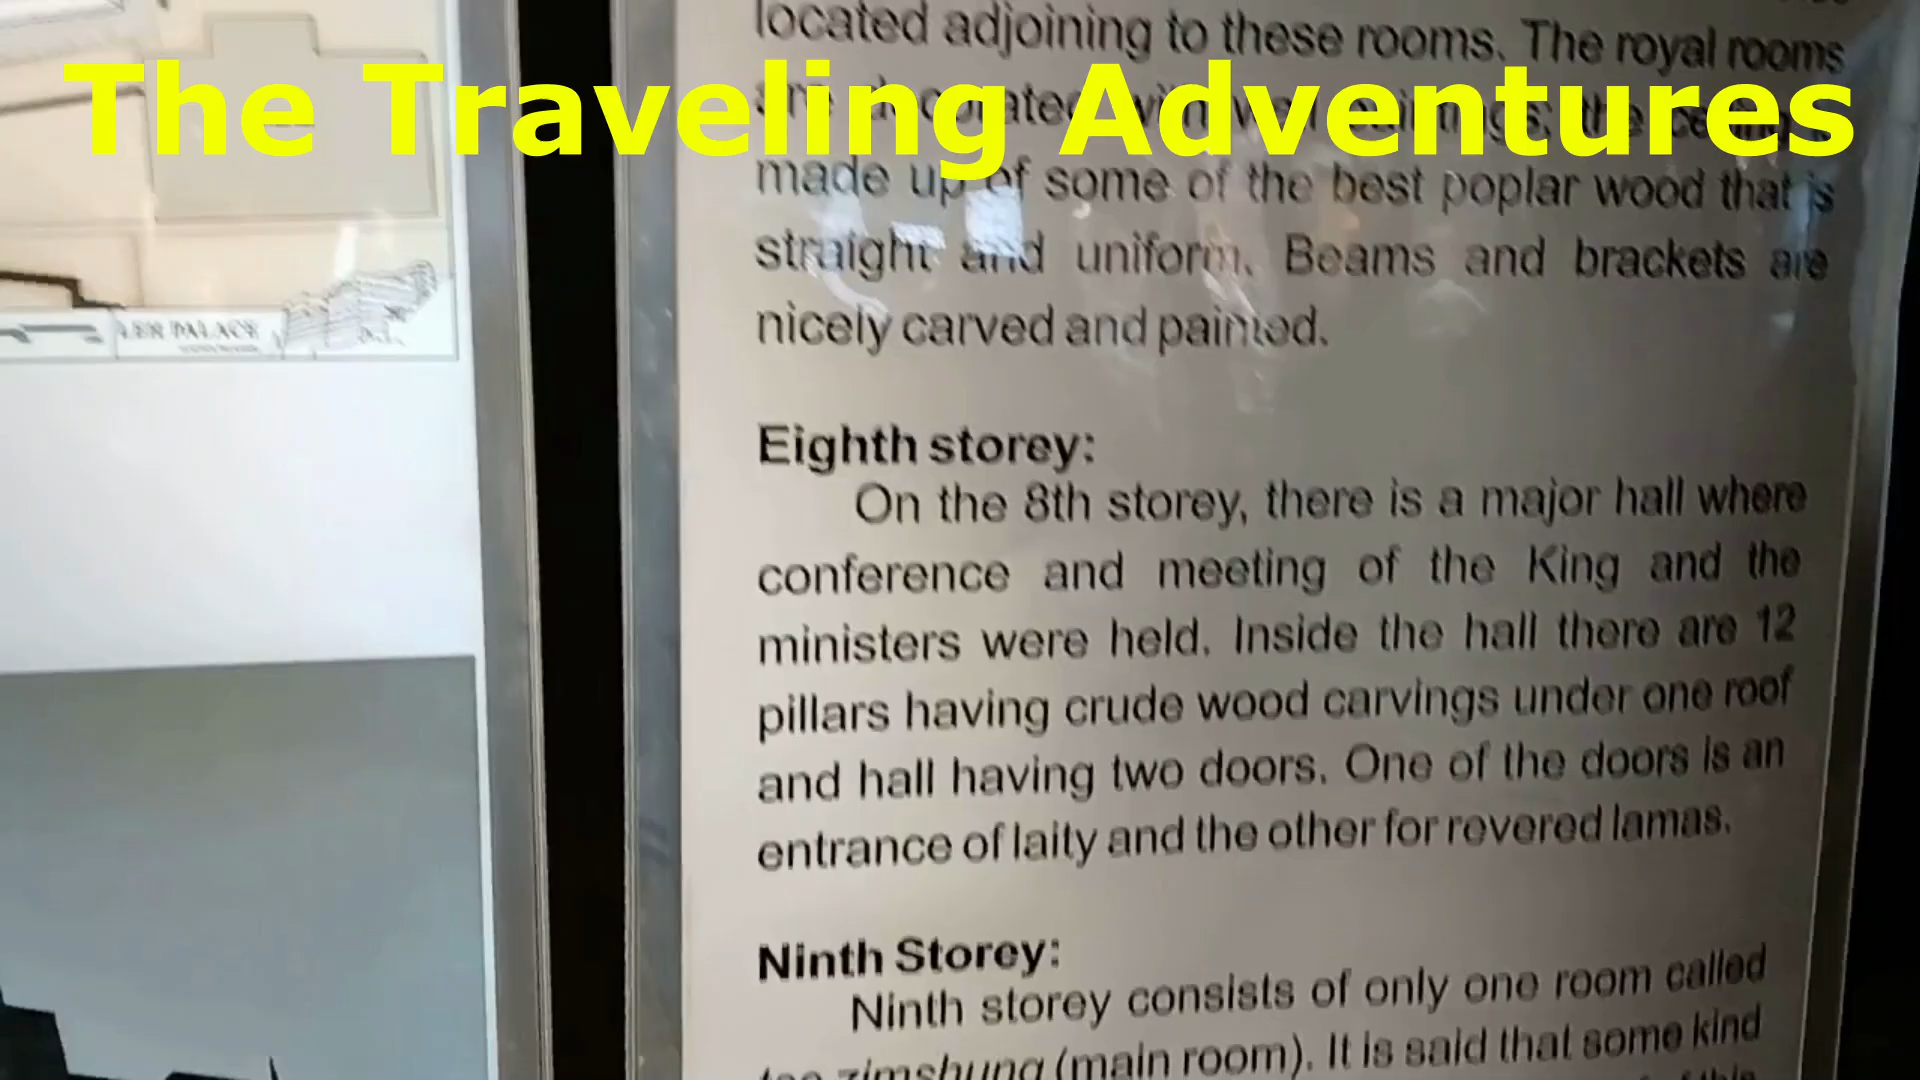 The Traveling Adventures
located adjoining to these rooms. The royal rooms
made up of some of the best poplar wood that is
straight and uniform. Beams and brackets are
nicely carved and painted.
Eighth storey:
On the 8th storey, there is a major hall where
conference and meeting of the King and the
ministers were held. Inside the hall there are 12
pillars having crude wood carvings under one roof
and hall having two doors. One of the doors is an
entrance of laity and the other for revered lamas.
Ninth Storey:
Ninth storey consists of only one room called
zimshung (main room). It is said that some kind
PALACE